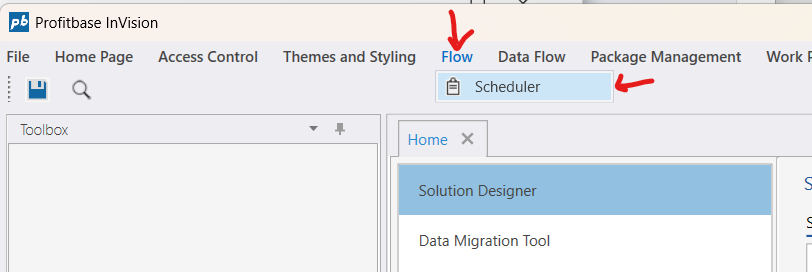 pb Profitbase InVision
File Home Page Access Control Themes and Styling Flow Data Flow Package Management Work P
Scheduler
Toolbox
Home
Solution Designer
Data Migration Tool
S
S